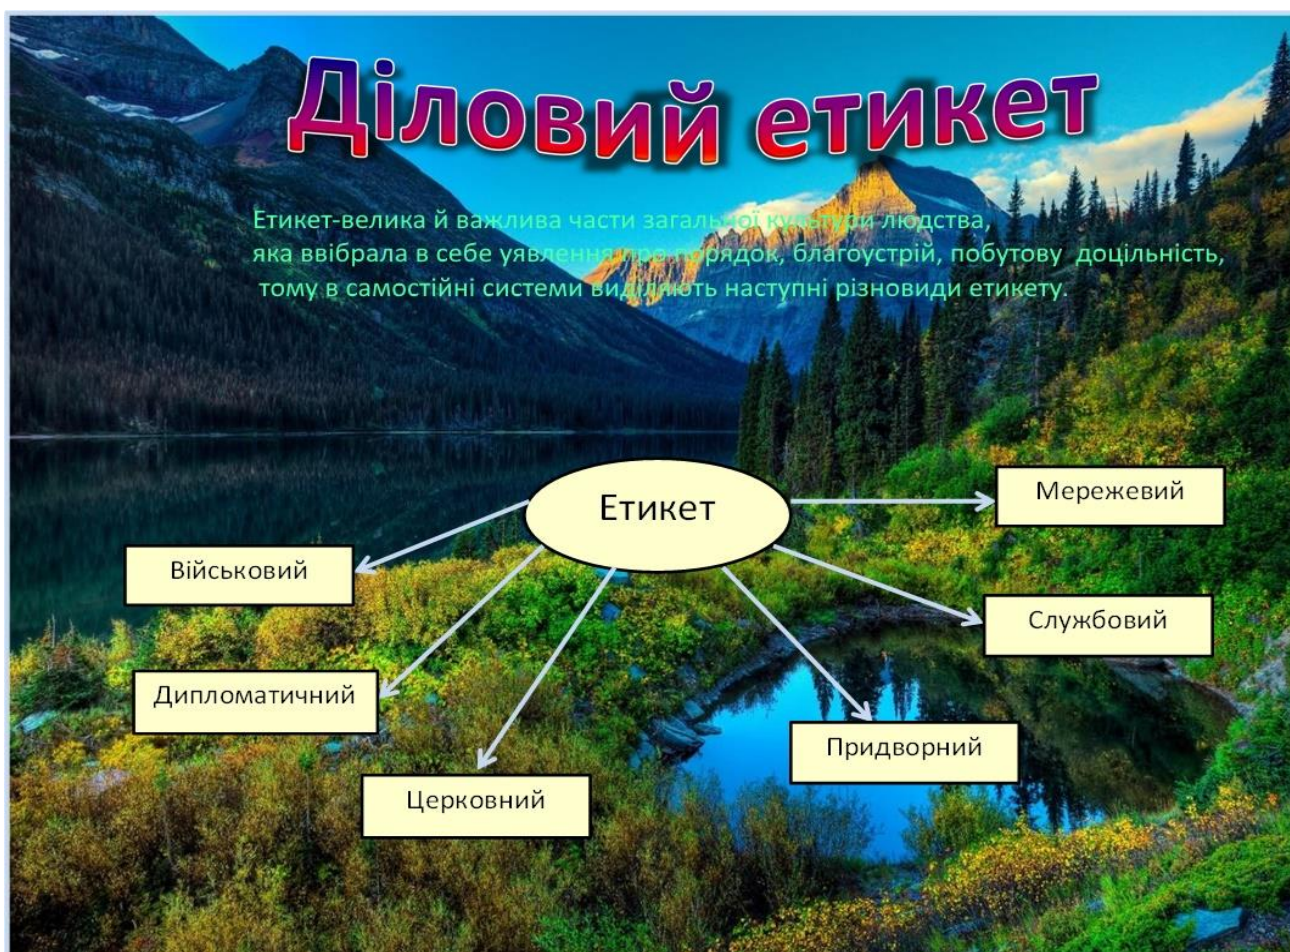 Діловий етикет
Етикет-велика й важлива части загальної культури людства,
яка ввібрала в себе уявлення про порядок, благоустрій, побутову доцільність,
тому в самостійні системи виділяють наступні різновиди етикету.
Етикет
Мережевий
Військовий
Службовий
Дипломатичний
Придворний
Церковний